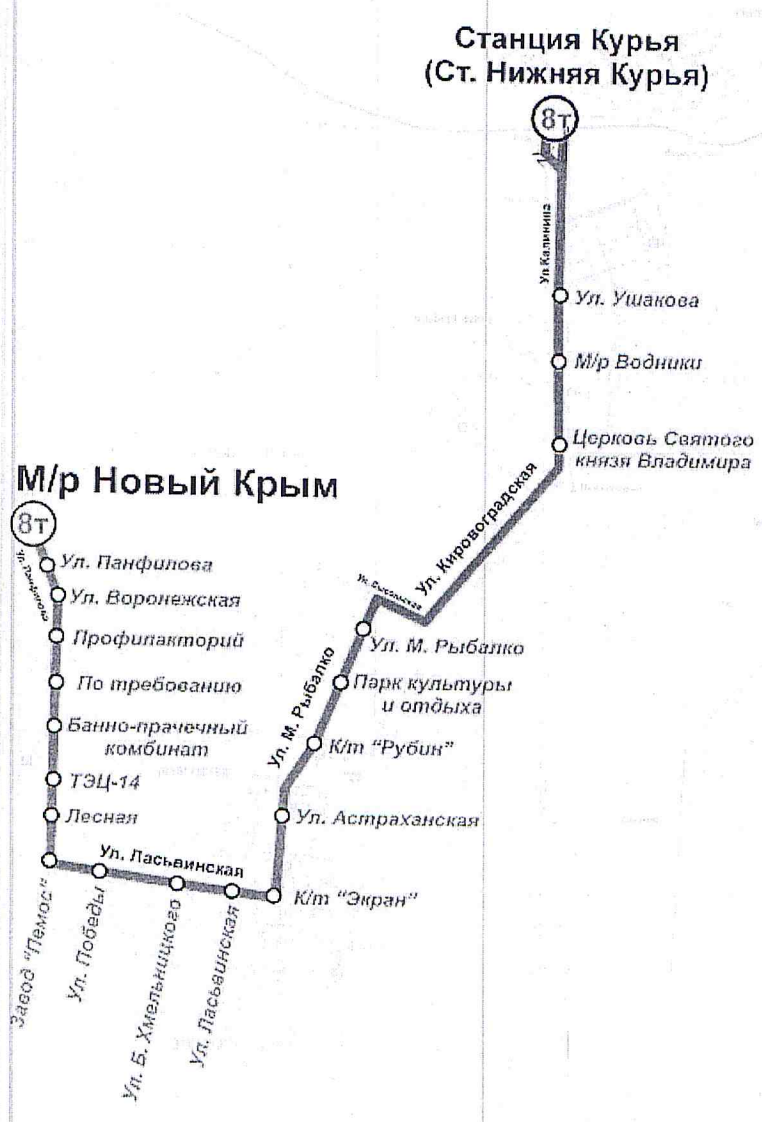 Станция Курья
(Ст. Нижняя Курья)
8т
Ул Калинина
Ул. Ушакова
М/р Водники
Церковь Святого
князя Владимира
Ул. Кировоградская
М/р Новый Крым
8т
Ул. Панфилова
Ул. Панфилова
Ул. Воронежская
Профилакторий
По требованию
Банно-прачечный
комбинат
ТЭЦ-14
Лесная
Ул. М. Рыбалко
Ул. М. Рыбалко
Парк культуры
и отдыха
К/т "Рубин"
Ул. Астраханская
К/т "Экран"
Ул. Ласьвинская
Завод "Пемос"
Ул. Победы
Ул. Б. Хмельницкого
Ул. Ласьвинская